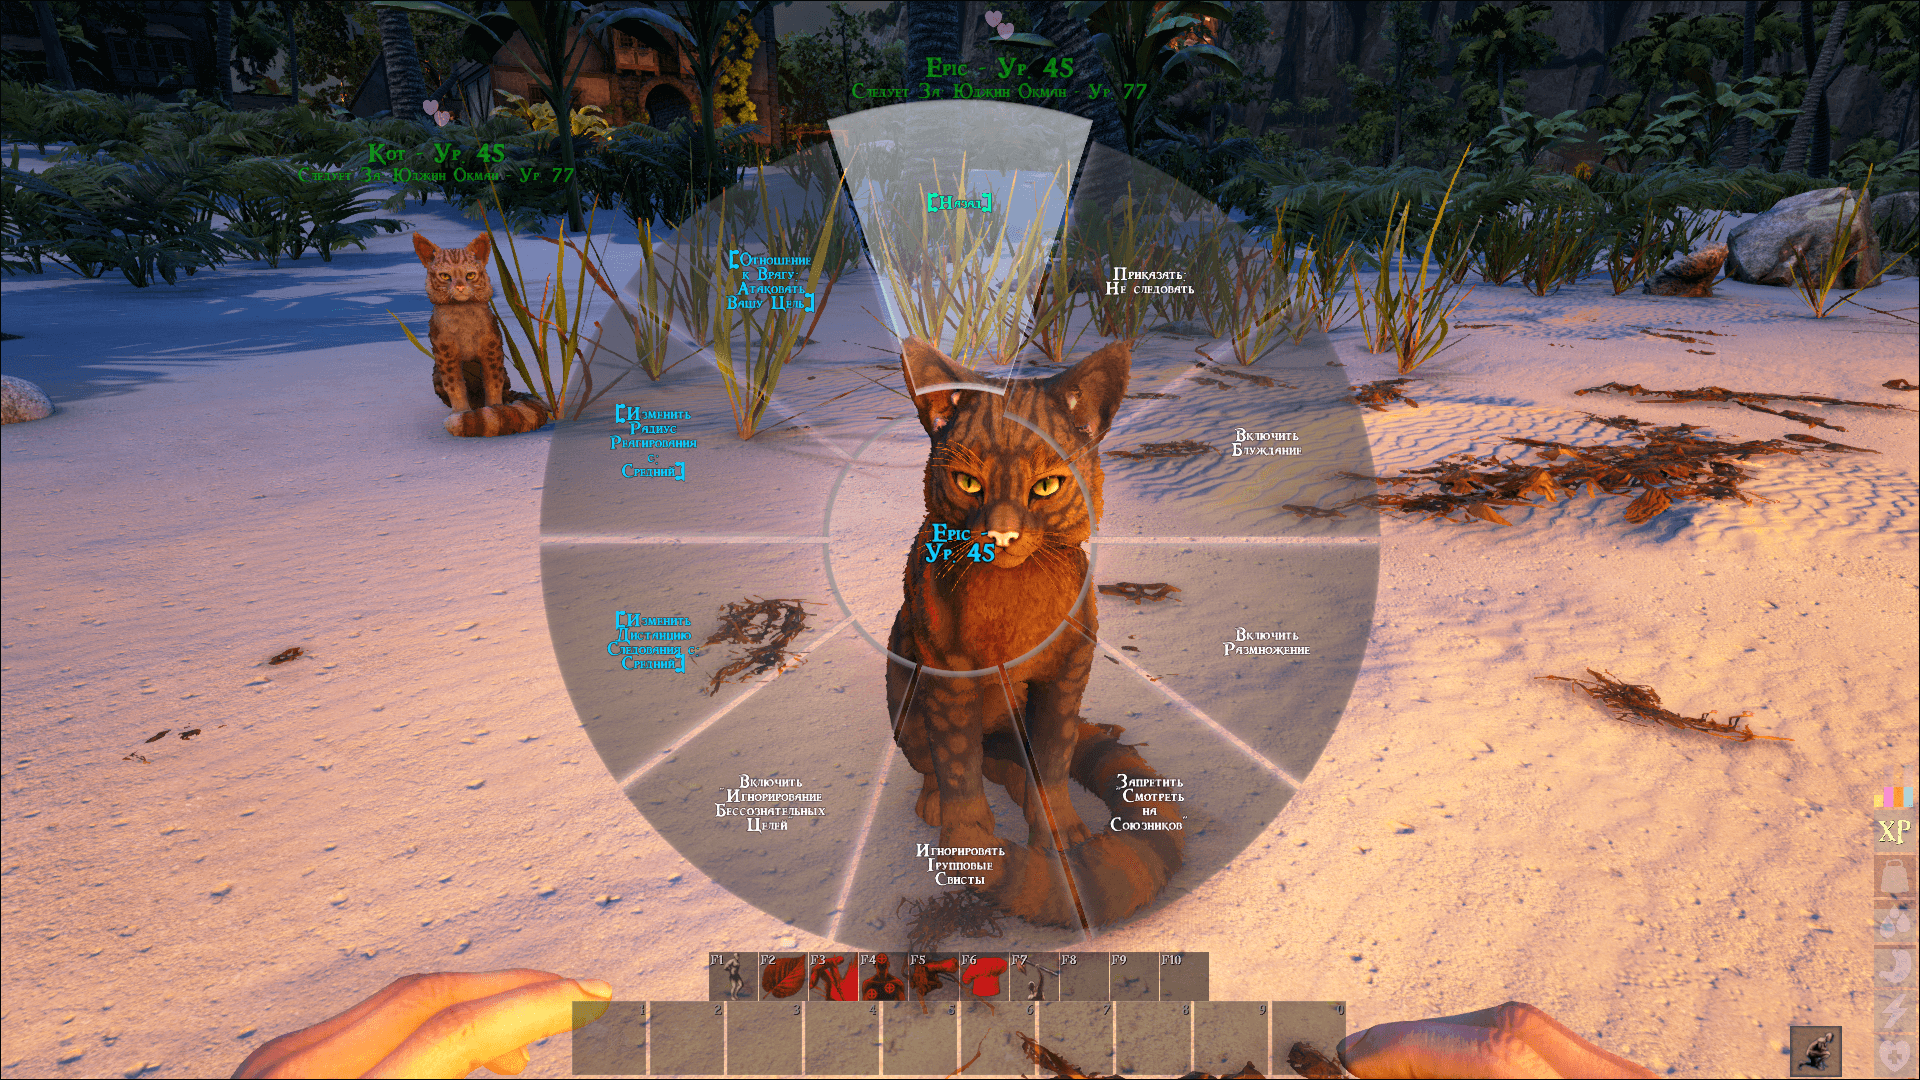 Epic - Ур. 45
Следует За Юджин Окман - Ур. 77
Кот - Ур. 45
Следует За Юджин Окман - Ур. 77
[Назад]
[Отношение
к Врагу:
Атаковать
Вашу Цель]
Приказать:
Не следовать
[Изменить
Радиус
Реагирования
с:
Средний]
Включить
Блуждание
Epic -
Ур. 45
[Изменить
Дистанцию
Следования с:
Средний]
Включить
Размножение
Включить
"Игнорирование
Бессознательных
Целей"
Запретить
"Смотреть
на
Союзников"
Игнорировать
Групповые
Свисты
XP
F1 F2 F3 F4 F5 F6 F7 F8 F9 F10
1 2 3 4 5 6 7 8 9 0